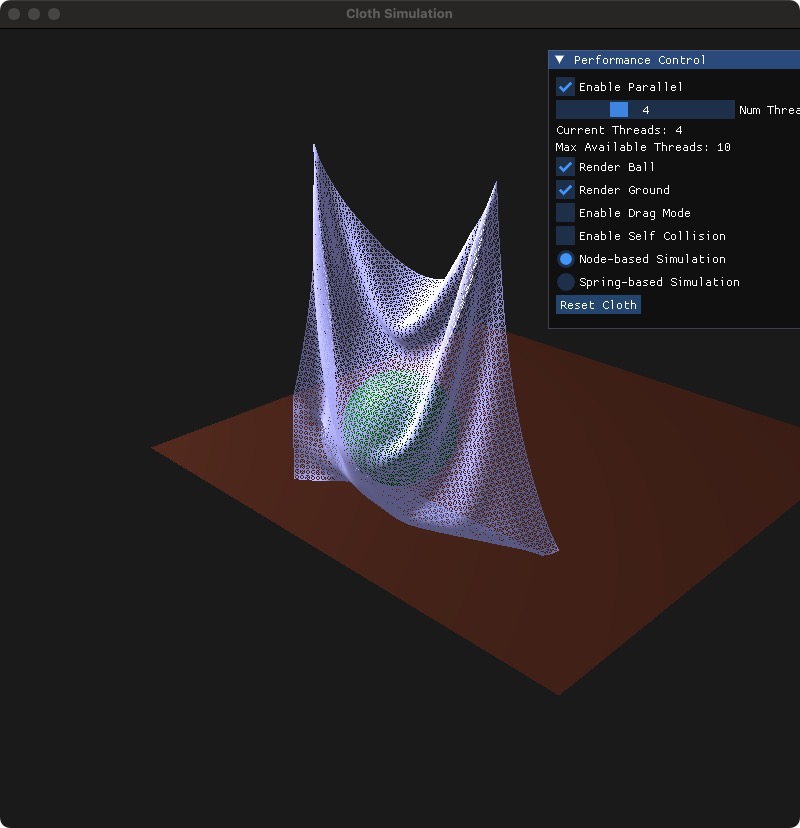 Cloth Simulation
Performance Control
Enable Parallel
4 Num Threa
Current Threads: 4
Max Available Threads: 10
Render Ball
Render Ground
Enable Drag Mode
Enable Self Collision
Node-based Simulation
Spring-based Simulation
Reset Cloth